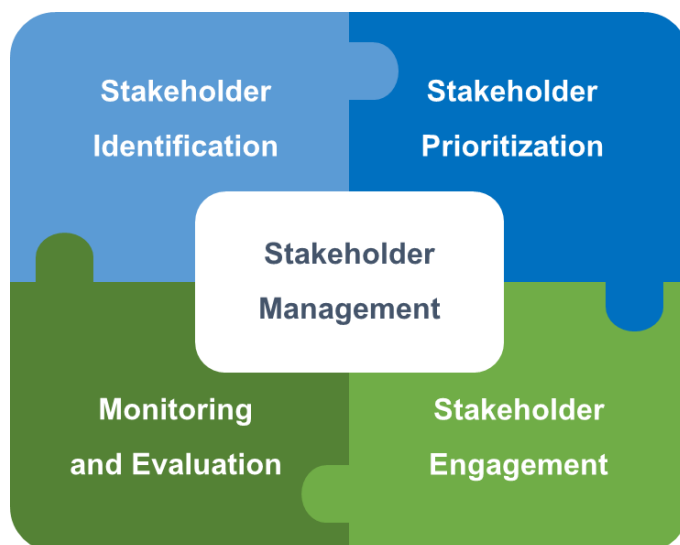 Stakeholder
Identification
Stakeholder
Prioritization
Stakeholder
Management
Monitoring
and Evaluation
Stakeholder
Engagement